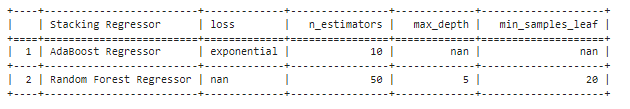 +----+-------------------------+-------------+----------------+-------------+--------------------+
|    | Stacking Regressor      | loss        |   n_estimators |   max_depth |   min_samples_leaf |
+====+=========================+=============+================+=============+====================+
|  1 | AdaBoost Regressor      | exponential |             10 |         nan |                nan |
+----+-------------------------+-------------+----------------+-------------+--------------------+
|  2 | Random Forest Regressor | nan         |             50 |           5 |                 20 |
+----+-------------------------+-------------+----------------+-------------+--------------------+